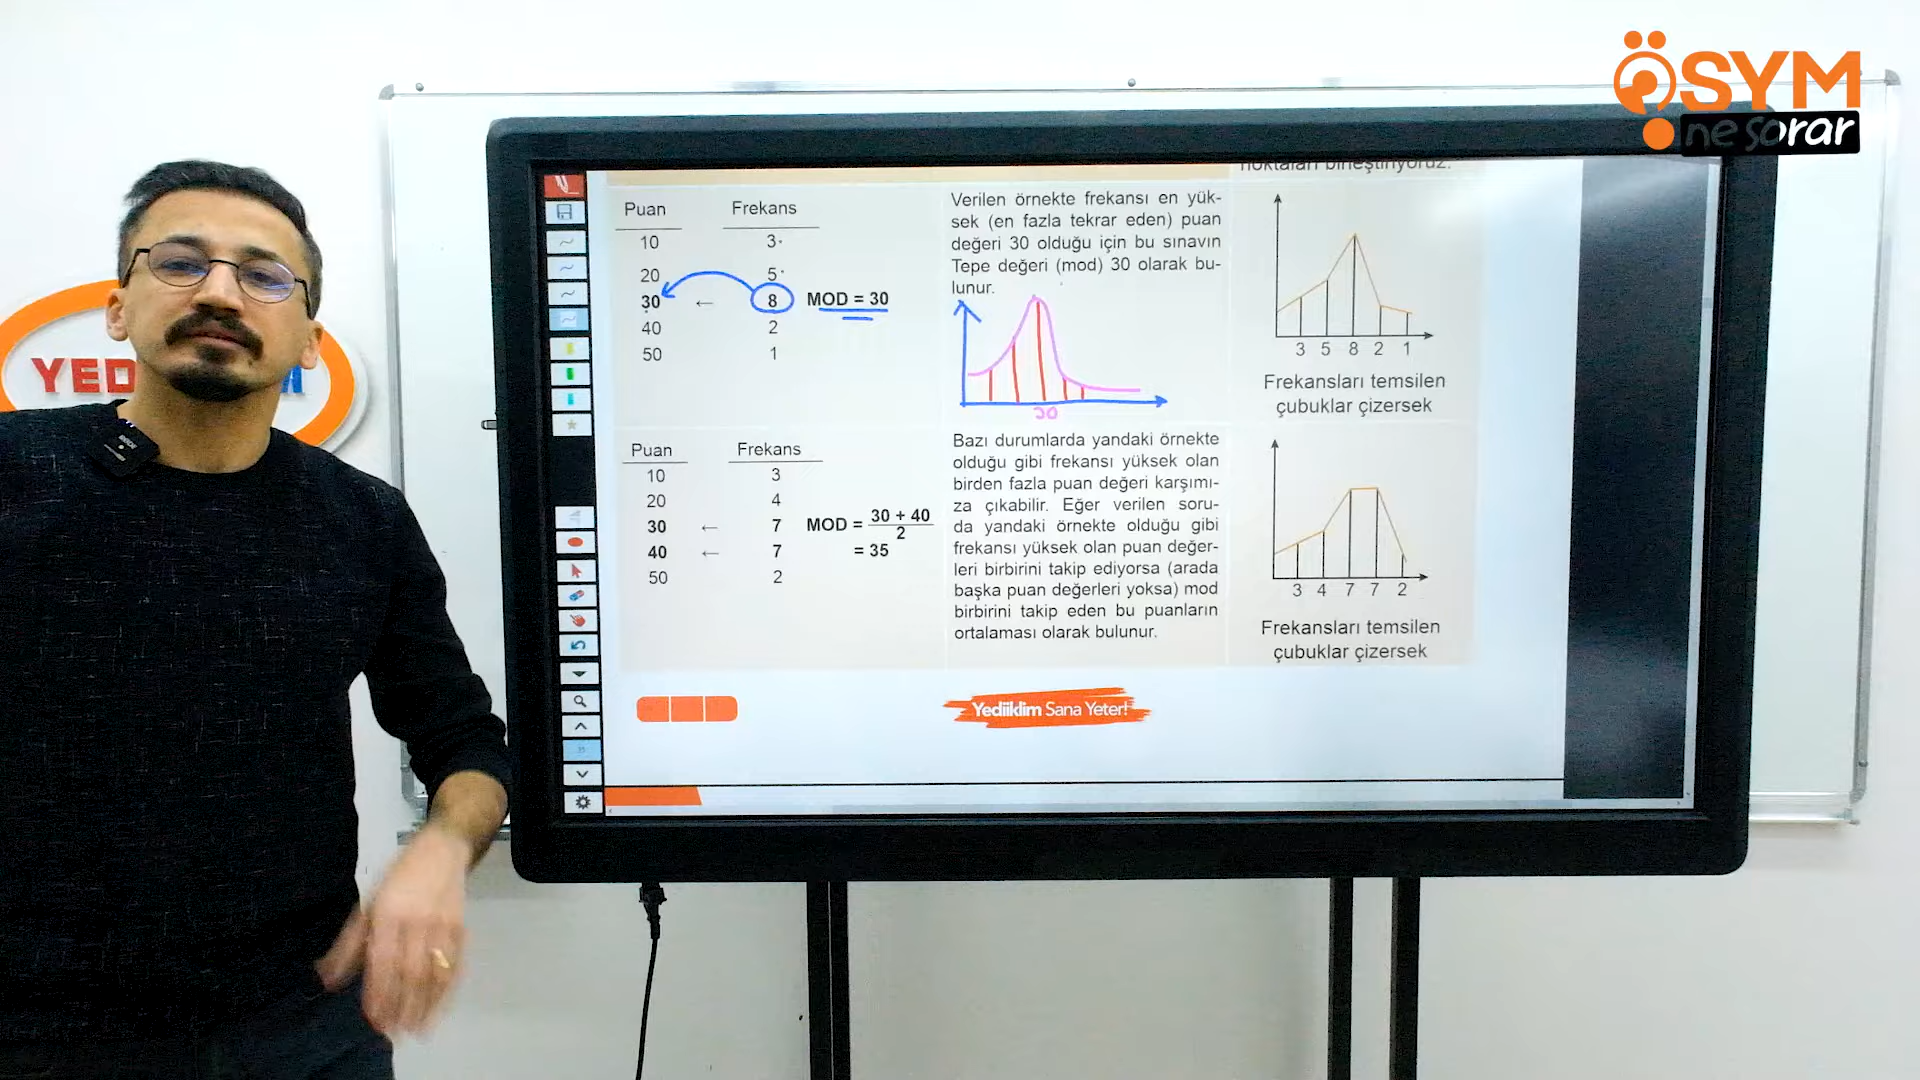 ÖSYM
ne sorar
YED
M
noktaları birleştiriyoruz.
Puan Frekans
10 3
20 5
30 ← 8 MOD = 30
40 2
50 1
Verilen örnekte frekansı en yük-
sek (en fazla tekrar eden) puan
değeri 30 olduğu için bu sınavın
Tepe değeri (mod) 30 olarak bu-
lunur.
30
3 5 8 2 1
Frekansları temsilen
çubuklar çizersek
Puan Frekans
10 3
20 4
30 ← 7 MOD = 30 + 40
2
40 ← 7 = 35
50 2
Bazı durumlarda yandaki örnekte
olduğu gibi frekansı yüksek olan
birden fazla puan değeri karşımı-
za çıkabilir. Eğer verilen soru-
da yandaki örnekte olduğu gibi
frekansı yüksek olan puan değer-
leri birbirini takip ediyorsa (arada
başka puan değerleri yoksa) mod
birbirini takip eden bu puanların
ortalaması olarak bulunur.
3 4 7 7 2
Frekansları temsilen
çubuklar çizersek
Yediiklim Sana Yeter!